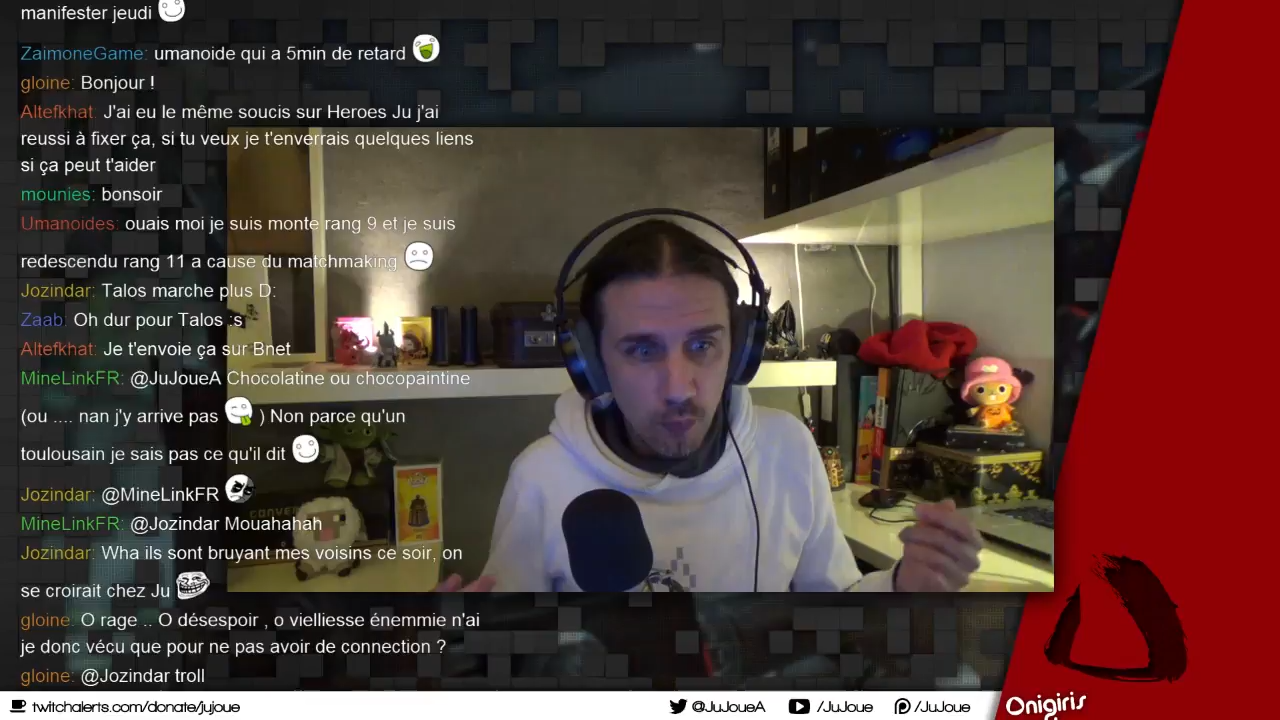 manifester jeudi
ZaimoneGame: umanoide qui a 5min de retard
gloine: Bonjour !
Altefkhat: J'ai eu le même soucis sur Heroes Ju j'ai
reussi à fixer ça, si tu veux je t'enverrais quelques liens
si ça peut t'aider
mounies: bonsoir
Umanoides: ouais moi je suis monte rang 9 et je suis
redescendu rang 11 a cause du matchmaking
Jozindar: Talos marche plus D:
Zaab: Oh dur pour Talos :s
Altefkhat: Je t'envoie ça sur Bnet
MineLinkFR: @JuJoueA Chocolatine ou chocopaintine
(ou .... nan j'y arrive pas ) Non parce qu'un
toulousain je sais pas ce qu'il dit
Jozindar: @MineLinkFR
MineLinkFR: @Jozindar Mouahahah
Jozindar: Wha ils sont bruyant mes voisins ce soir, on
se croirait chez Ju
gloine: O rage .. O désespoir , o vielliesse énemmie n'ai
je donc vécu que pour ne pas avoir de connection ?
gloine: @Jozindar troll
twitchalerts.com/donate/jujoue
@JuJoueA
/JuJoue
/JuJoue
Onigiris